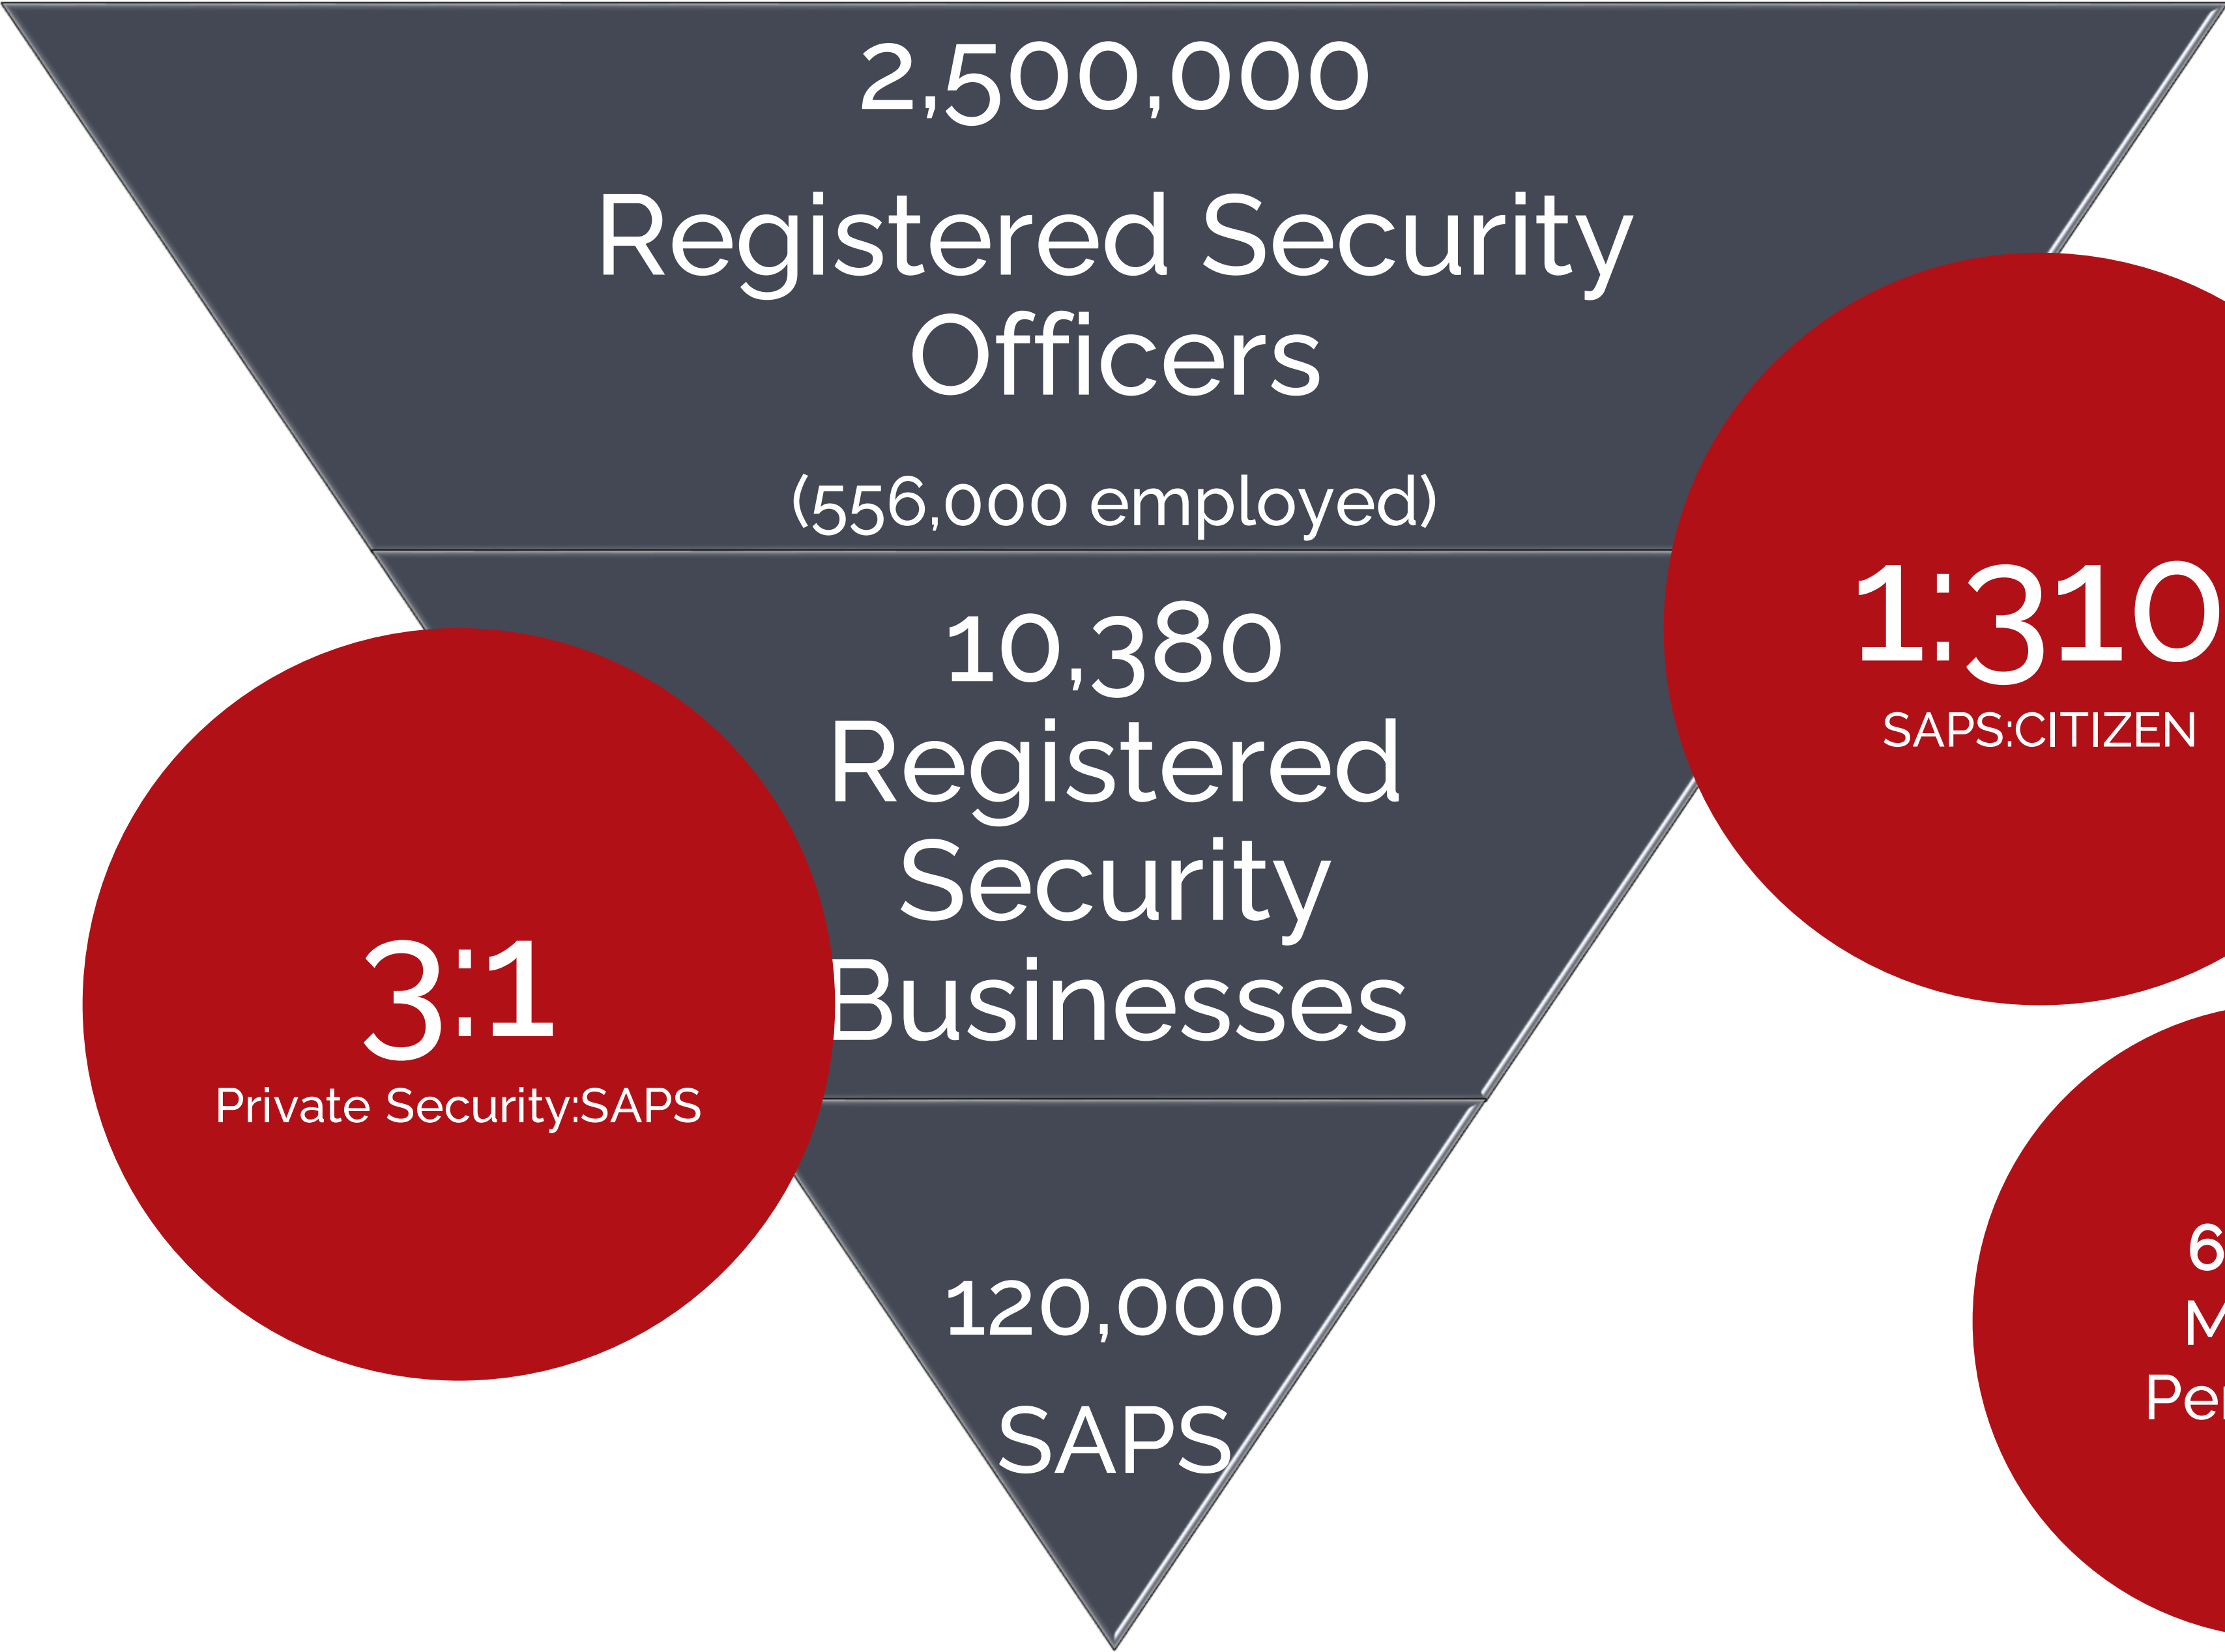 2,500,000
Registered Security
Officers
(556,000 employed)
10,380
Registered
Security
Businesses
120,000
SAPS
3:1
Private Security:SAPS
1:310
SAPS:CITIZEN